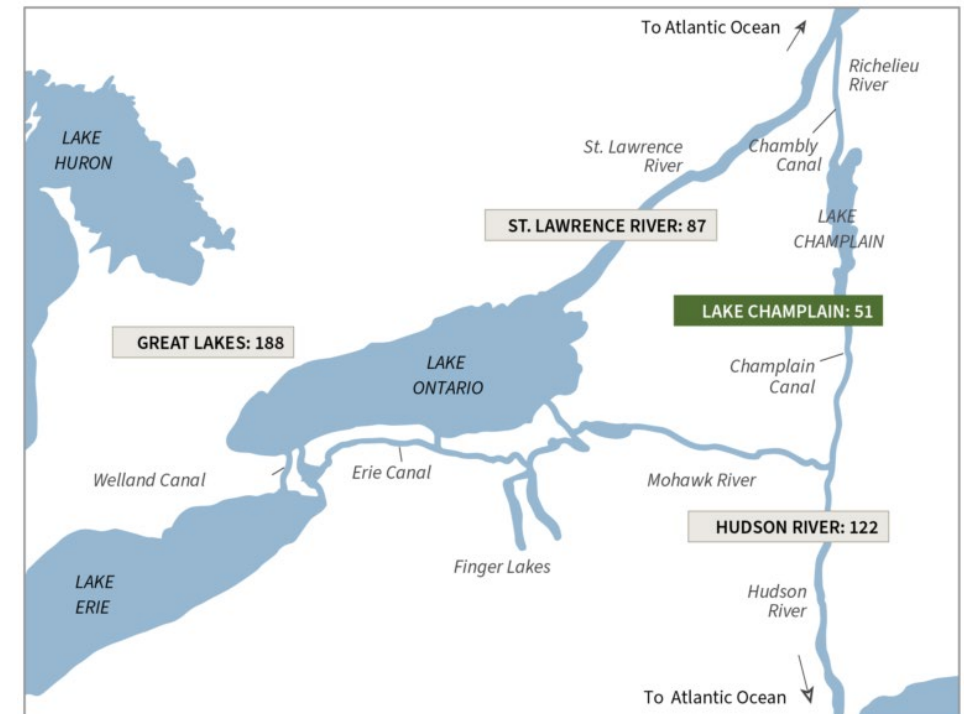 To Atlantic Ocean
Richelieu
River
LAKE
HURON
St. Lawrence
River
Chambly
Canal
ST. LAWRENCE RIVER: 87
LAKE
CHAMPLAIN
LAKE CHAMPLAIN: 51
GREAT LAKES: 188
LAKE
ONTARIO
Champlain
Canal
Welland Canal
Erie Canal
Mohawk River
HUDSON RIVER: 122
Finger Lakes
LAKE
ERIE
Hudson
River
To Atlantic Ocean